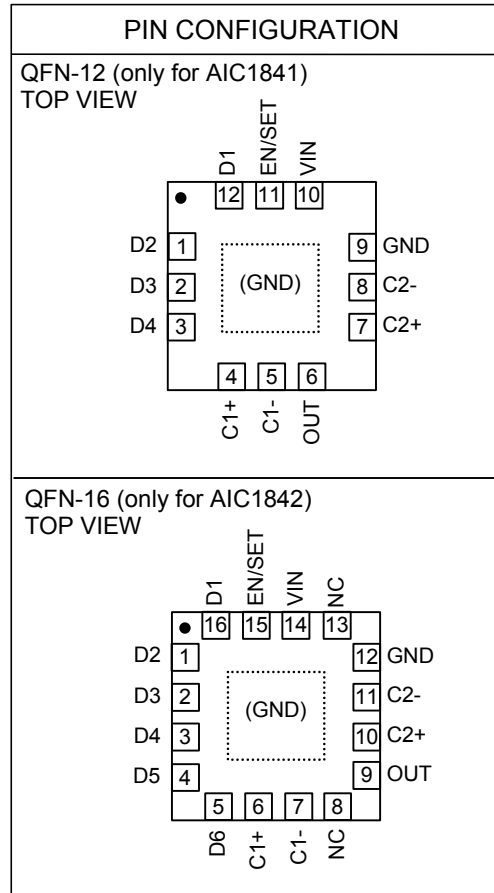 PIN CONFIGURATION
QFN-12 (only for AIC1841)
TOP VIEW
D1
EN/SET
VIN
12 11 10
D2 1 9 GND
D3 2 (GND) 8 C2-
D4 3 7 C2+
4 5 6
C1+
C1-
OUT
QFN-16 (only for AIC1842)
TOP VIEW
D1
EN/SET
VIN
NC
16 15 14 13
D2 1 12 GND
D3 2 11 C2-
(GND)
D4 3 10 C2+
D5 4 9 OUT
5 6 7 8
D6
C1+
C1-
NC